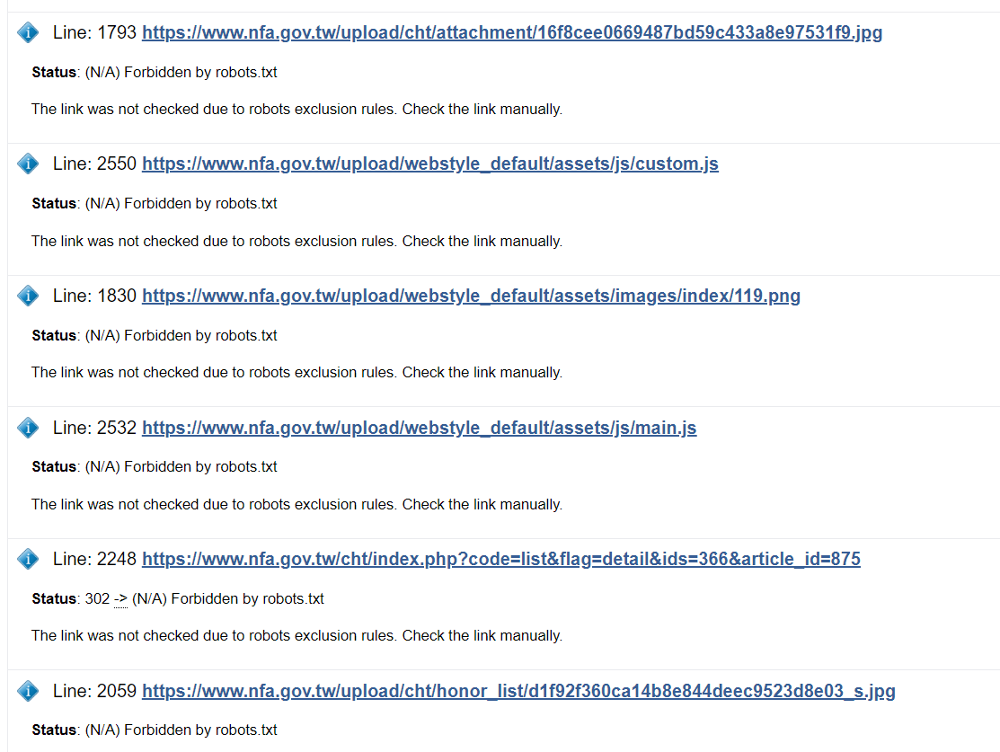 Line: 1793 https://www.nfa.gov.tw/upload/cht/attachment/16f8cee0669487bd59c433a8e97531f9.jpg
Status: (N/A) Forbidden by robots.txt
The link was not checked due to robots exclusion rules. Check the link manually.
Line: 2550 https://www.nfa.gov.tw/upload/webstyle_default/assets/js/custom.js
Status: (N/A) Forbidden by robots.txt
The link was not checked due to robots exclusion rules. Check the link manually.
Line: 1830 https://www.nfa.gov.tw/upload/webstyle_default/assets/images/index/119.png
Status: (N/A) Forbidden by robots.txt
The link was not checked due to robots exclusion rules. Check the link manually.
Line: 2532 https://www.nfa.gov.tw/upload/webstyle_default/assets/js/main.js
Status: (N/A) Forbidden by robots.txt
The link was not checked due to robots exclusion rules. Check the link manually.
Line: 2248 https://www.nfa.gov.tw/cht/index.php?code=list&flag=detail&ids=366&article_id=875
Status: 302 -> (N/A) Forbidden by robots.txt
The link was not checked due to robots exclusion rules. Check the link manually.
Line: 2059 https://www.nfa.gov.tw/upload/cht/honor_list/d1f92f360ca14b8e844deec9523d8e03_s.jpg
Status: (N/A) Forbidden by robots.txt